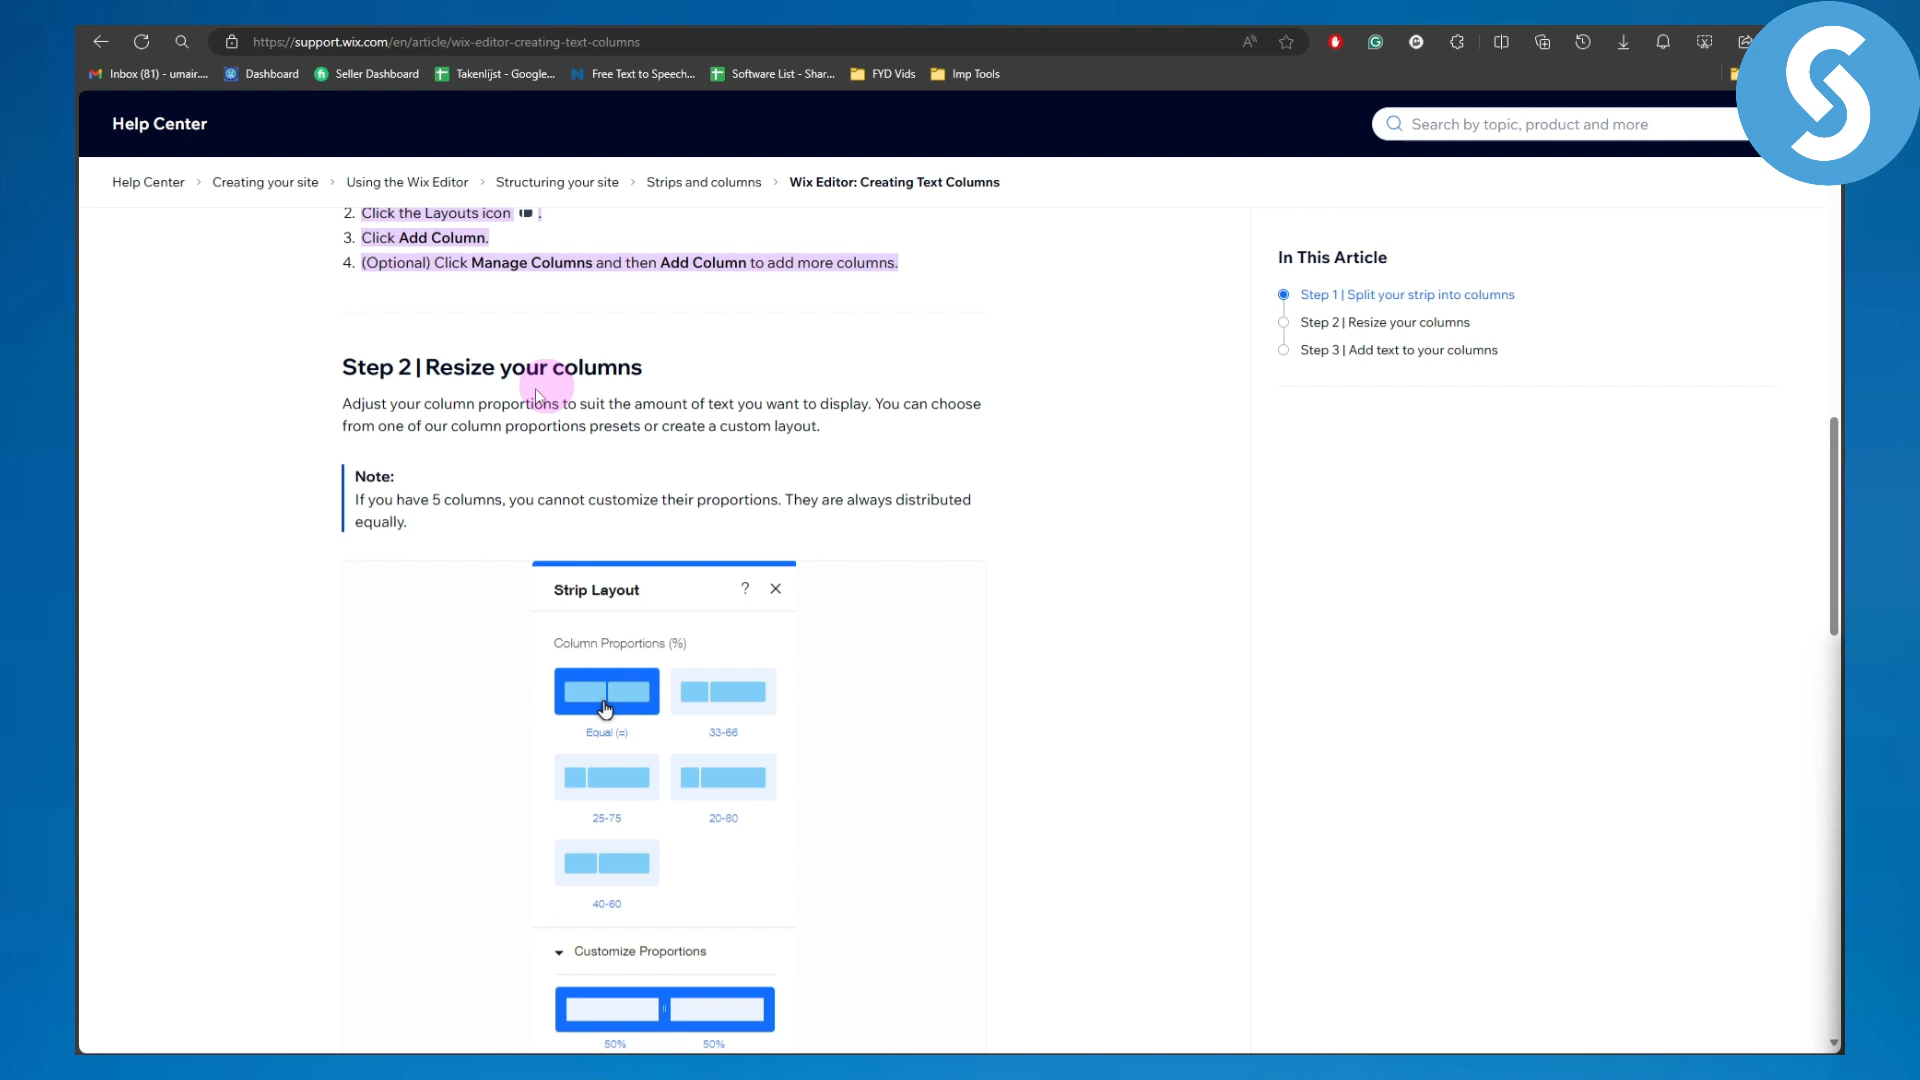 https://support.wix.com/en/article/wix-editor-creating-text-columns
Inbox (81) - umair.... Dashboard Seller Dashboard Takenlijst - Google... Free Text to Speech... Software List - Shar... FYD Vids Imp Tools
Help Center
Search by topic, product and more
Help Center > Creating your site > Using the Wix Editor > Structuring your site > Strips and columns > Wix Editor: Creating Text Columns
2. Click the Layouts icon .
3. Click Add Column.
4. (Optional) Click Manage Columns and then Add Column to add more columns.
Step 2 | Resize your columns
Adjust your column proportions to suit the amount of text you want to display. You can choose
from one of our column proportions presets or create a custom layout.
Note:
If you have 5 columns, you cannot customize their proportions. They are always distributed
equally.
Strip Layout ? ×
Column Proportions (%)
Equal (=) 33-66
25-75 20-80
40-60
Customize Proportions
50% 50%
In This Article
Step 1 | Split your strip into columns
Step 2 | Resize your columns
Step 3 | Add text to your columns